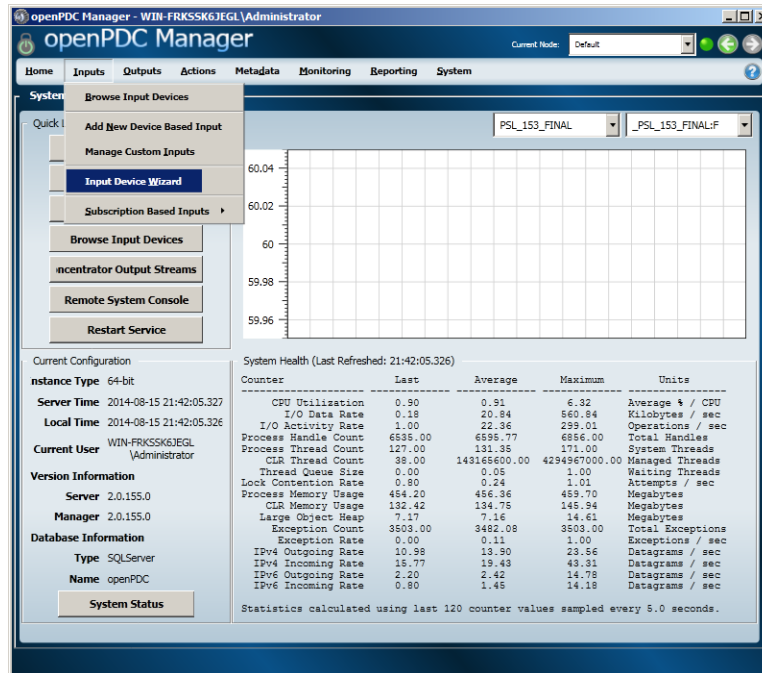 openPDC Manager - WIN-FRKSSK6JEGL\Administrator
openPDC Manager
Current Node: Default
Home Inputs Outputs Actions Metadata Monitoring Reporting System
System
Browse Input Devices
Quick L
Add New Device Based Input
PSL_153_FINAL
_PSL_153_FINAL:F
Manage Custom Inputs
Input Device Wizard
Subscription Based Inputs
Browse Input Devices
ncentrator Output Streams
Remote System Console
Restart Service
60.04
60.02
60
59.98
59.96
Current Configuration
nstance Type 64-bit
Server Time 2014-08-15 21:42:05.327
Local Time 2014-08-15 21:42:05.326
Current User WIN-FRKSSK6JEGL
\Administrator
Version Information
Server 2.0.155.0
Manager 2.0.155.0
Database Information
Type SQLServer
Name openPDC
System Status
System Health (Last Refreshed: 21:42:05.326)
Counter Last Average Maximum Units
CPU Utilization 0.90 0.91 6.32 Average % / CPU
I/O Data Rate 0.18 20.84 560.84 Kilobytes / sec
I/O Activity Rate 1.00 22.36 299.01 Operations / sec
Process Handle Count 6535.00 6595.77 6856.00 Total Handles
Process Thread Count 127.00 131.35 171.00 System Threads
CLR Thread Count 38.00 143165600.00 4294967000.00 Managed Threads
Thread Queue Size 0.00 0.05 1.00 Waiting Threads
Lock Contention Rate 0.80 0.24 1.01 Attempts / sec
Process Memory Usage 454.20 456.36 459.70 Megabytes
CLR Memory Usage 132.42 134.75 145.94 Megabytes
Large Object Heap 7.17 7.16 14.61 Megabytes
Exception Count 3503.00 3482.08 3503.00 Total Exceptions
Exception Rate 0.00 0.11 1.00 Exceptions / sec
IPv4 Outgoing Rate 10.98 13.90 23.56 Datagrams / sec
IPv4 Incoming Rate 15.77 19.43 43.31 Datagrams / sec
IPv6 Outgoing Rate 2.20 2.42 14.78 Datagrams / sec
IPv6 Incoming Rate 0.80 1.45 14.18 Datagrams / sec
Statistics calculated using last 120 counter values sampled every 5.0 seconds.